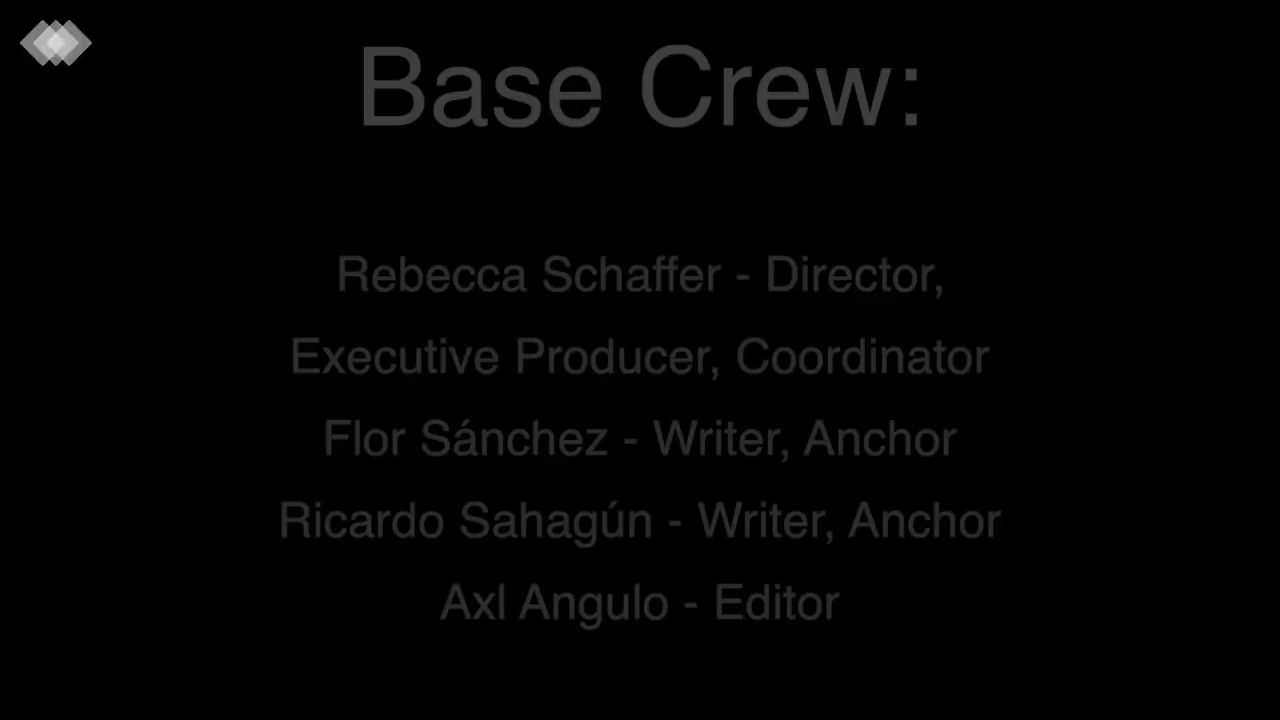 Base Crew:
Rebecca Schaffer - Director,
Executive Producer, Coordinator
Flor Sánchez - Writer, Anchor
Ricardo Sahagún - Writer, Anchor
Axl Angulo - Editor